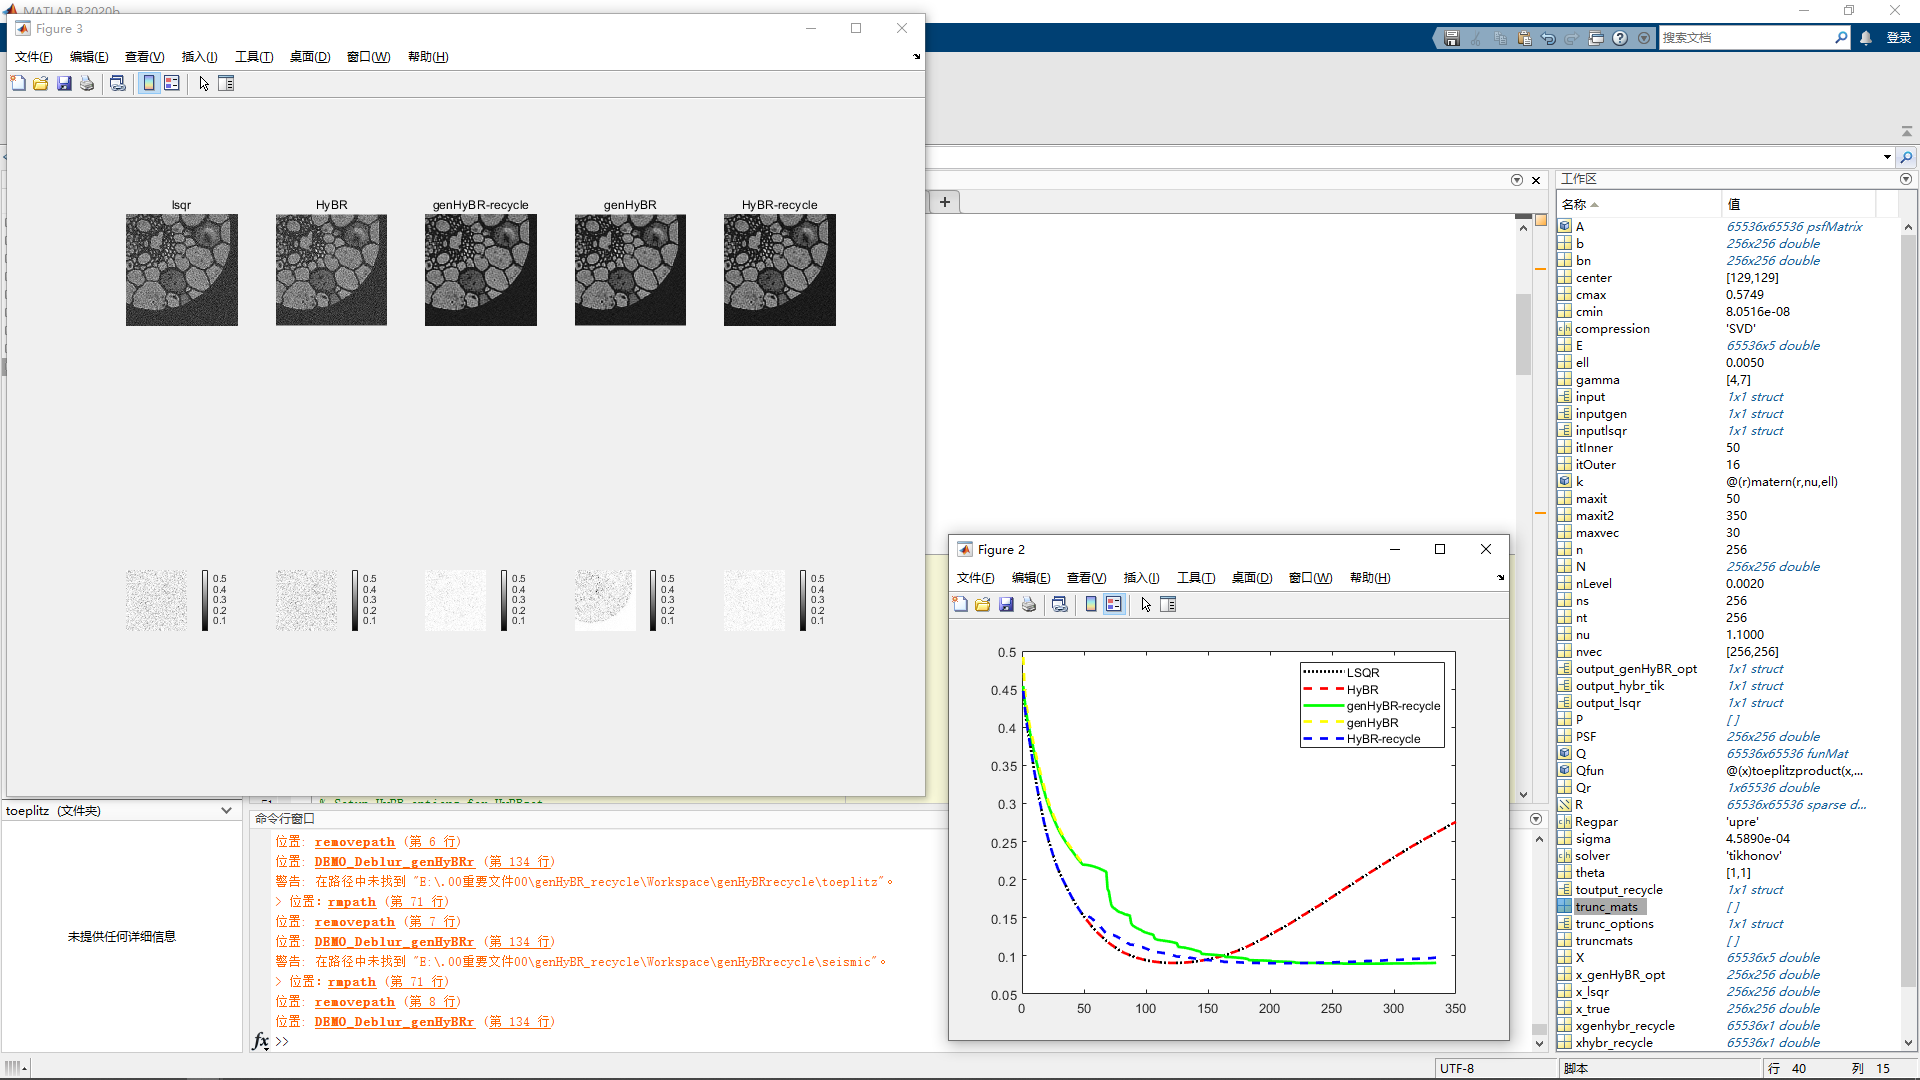 MATLAB R2020b
Figure 3
文件(F) 编辑(E) 查看(V) 插入(I) 工具(T) 桌面(D) 窗口(W) 帮助(H)
搜索文档
登录
lsqr HyBR genHyBR-recycle genHyBR HyBR-recycle
0.5 0.5 0.5 0.5 0.5
0.4 0.4 0.4 0.4 0.4
0.3 0.3 0.3 0.3 0.3
0.2 0.2 0.2 0.2 0.2
0.1 0.1 0.1 0.1 0.1
工作区
名称 值
A 65536x65536 psfMatrix
b 256x256 double
bn 256x256 double
center [129,129]
cmax 0.5749
cmin 8.0516e-08
compression 'SVD'
E 65536x5 double
ell 0.0050
gamma [4,7]
input 1x1 struct
inputgen 1x1 struct
inputlsqr 1x1 struct
itInner 50
itOuter 16
k @(r)matern(r,nu,ell)
maxit 50
maxit2 350
maxvec 30
n 256
N 256x256 double
nLevel 0.0020
ns 256
nt 256
nu 1.1000
nvec [256,256]
output_genHyBR_opt 1x1 struct
output_hybr_tik 1x1 struct
output_lsqr 1x1 struct
P []
PSF 256x256 double
Q 65536x65536 funMat
Qfun @(x)toeplitzproduct(x,...
Qr 1x65536 double
R 65536x65536 sparse d...
Regpar 'upre'
sigma 4.5890e-04
solver 'tikhonov'
theta [1,1]
toutput_recycle 1x1 struct
trunc_mats []
trunc_options 1x1 struct
truncmats []
X 65536x5 double
x_genHyBR_opt 256x256 double
x_lsqr 256x256 double
x_true 256x256 double
xgenhybr_recycle 65536x1 double
xhybr_recycle 65536x1 double
Figure 2
文件(F) 编辑(E) 查看(V) 插入(I) 工具(T) 桌面(D) 窗口(W) 帮助(H)
0.5
0.45
0.4
0.35
0.3
0.25
0.2
0.15
0.1
0.05
0 50 100 150 200 250 300 350
LSQR
HyBR
genHyBR-recycle
genHyBR
HyBR-recycle
toeplitz (文件夹)
未提供任何详细信息
命令行窗口
位置: removepath (第 6 行)
位置: DEMO_Deblur_genHyBRr (第 134 行)
警告: 在路径中未找到 "E:\.00重要文件00\genHyBR_recycle\Workspace\genHyBRrecycle\toeplitz"。
> 位置: rmpath (第 71 行)
位置: removepath (第 7 行)
位置: DEMO_Deblur_genHyBRr (第 134 行)
警告: 在路径中未找到 "E:\.00重要文件00\genHyBR_recycle\Workspace\genHyBRrecycle\seismic"。
> 位置: rmpath (第 71 行)
位置: removepath (第 8 行)
位置: DEMO_Deblur_genHyBRr (第 134 行)
fx >>
UTF-8 脚本 行 40 列 15